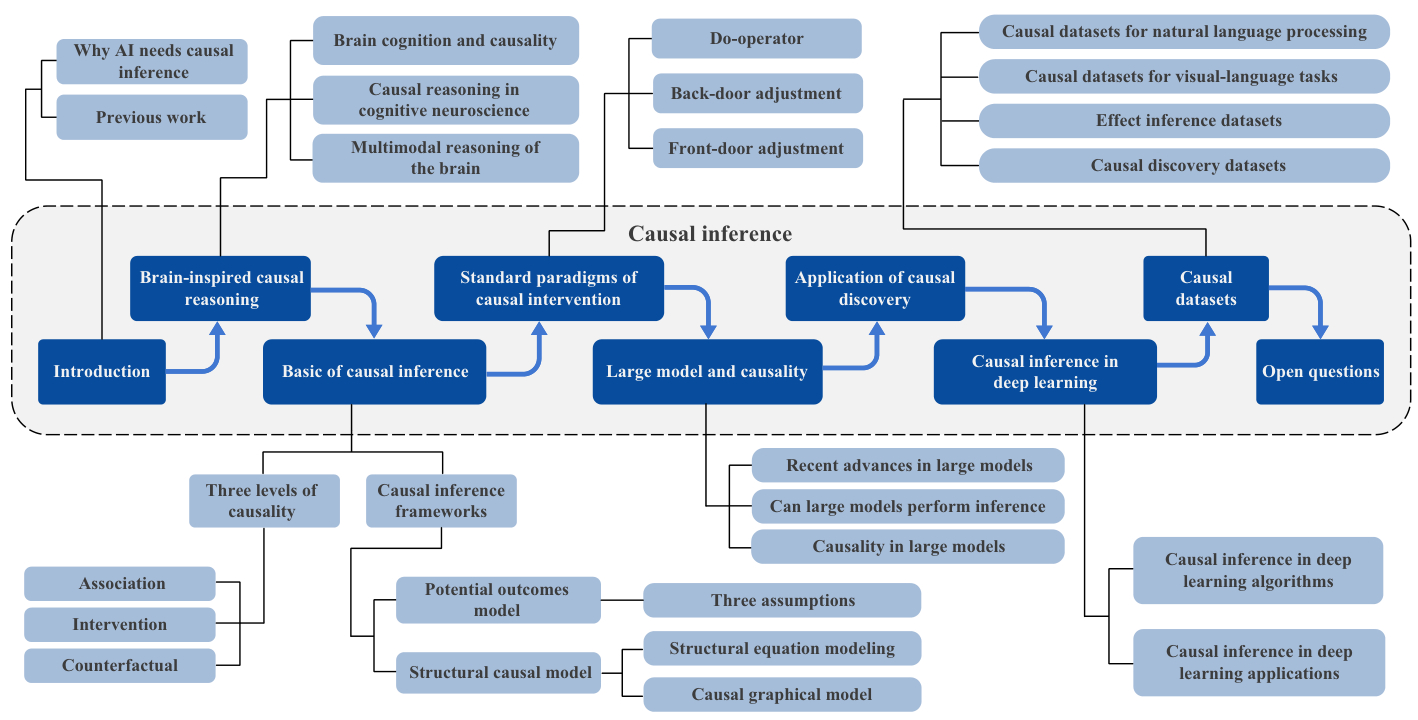 Why AI needs causal
inference
Previous work
Brain cognition and causality
Causal reasoning in
cognitive neuroscience
Multimodal reasoning of
the brain
Do-operator
Back-door adjustment
Front-door adjustment
Causal datasets for natural language processing
Causal datasets for visual-language tasks
Effect inference datasets
Causal discovery datasets
Causal inference
Brain-inspired causal
reasoning
Standard paradigms of
causal intervention
Application of causal
discovery
Causal
datasets
Introduction
Basic of causal inference
Large model and causality
Causal inference in
deep learning
Open questions
Three levels of
causality
Causal inference
frameworks
Association
Intervention
Counterfactual
Potential outcomes
model
Three assumptions
Structural causal model
Structural equation modeling
Causal graphical model
Recent advances in large models
Can large models perform inference
Causality in large models
Causal inference in deep
learning algorithms
Causal inference in deep
learning applications